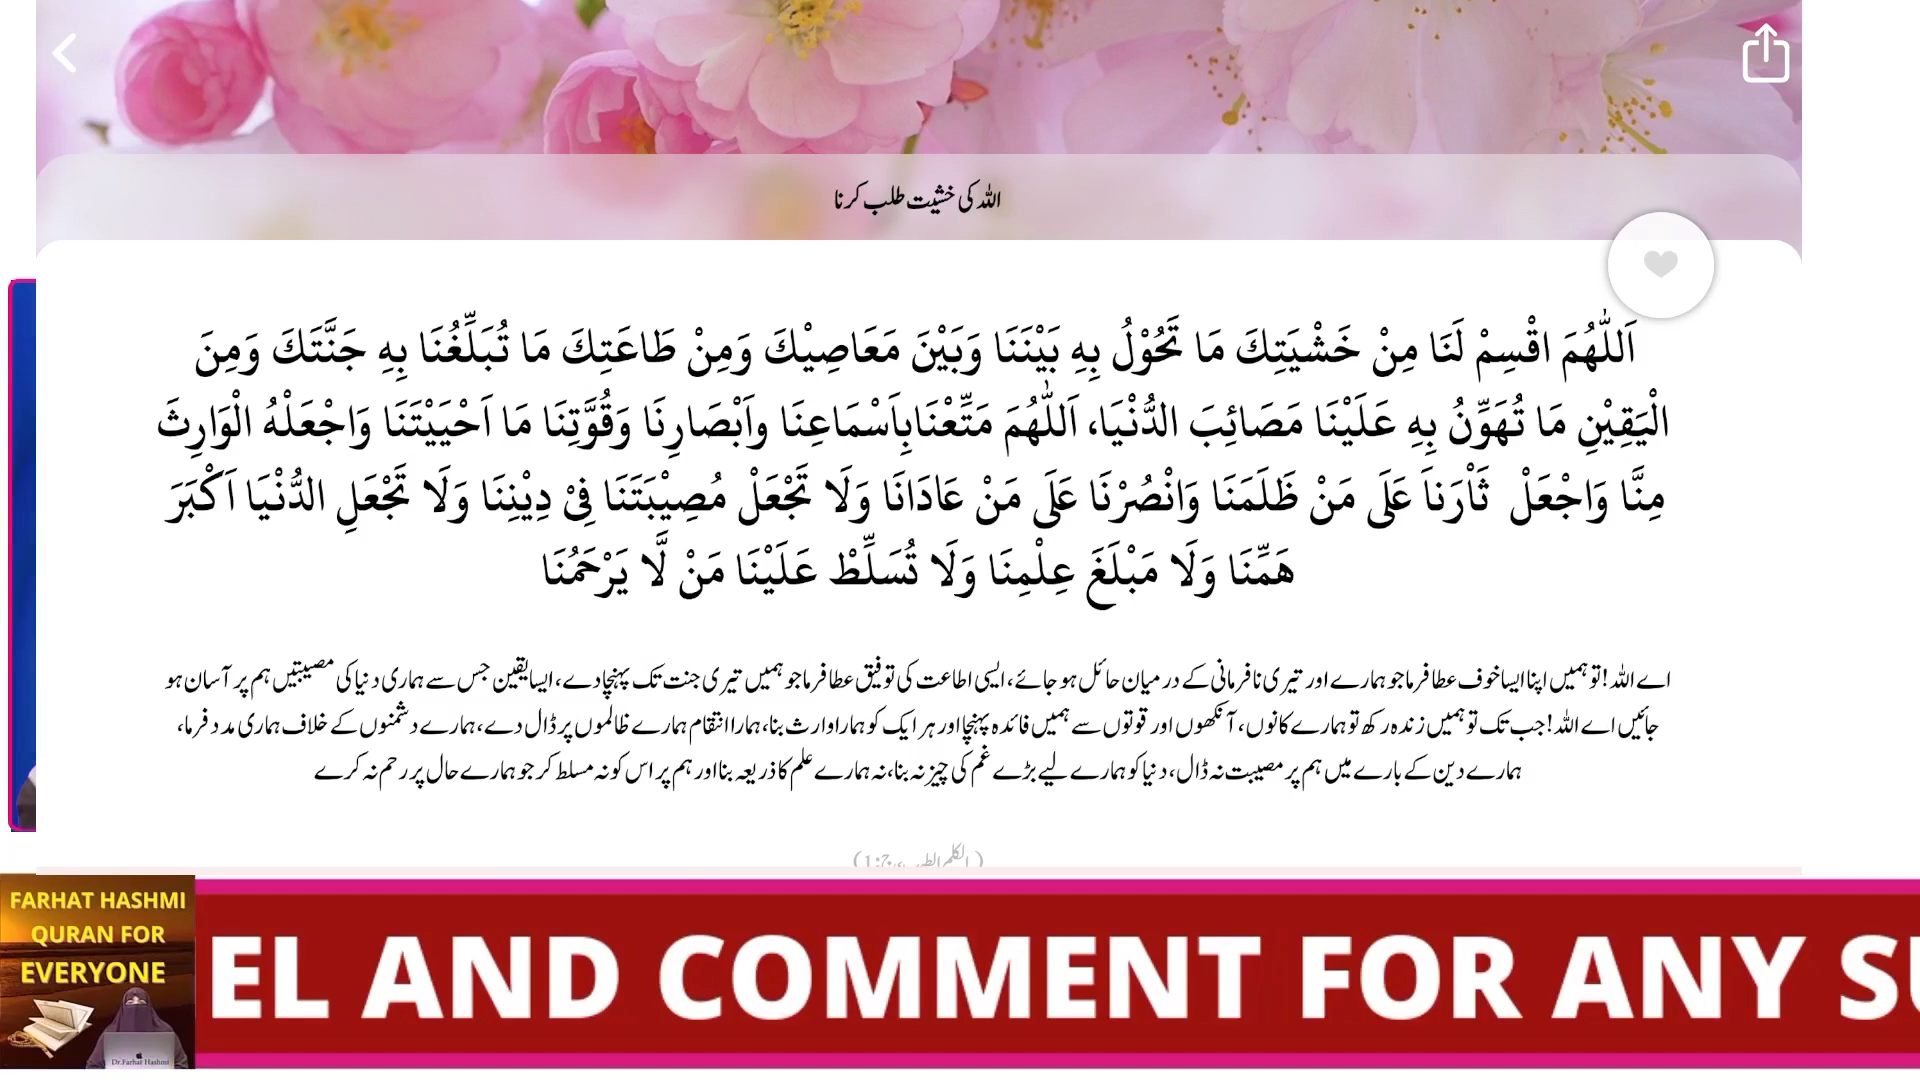 اللہ کی خشیت طلب کرنا
اَللّٰهُمَّ اقْسِمْ لَنَا مِنْ خَشْيَتِكَ مَا تَحُوْلُ بِهِ بَيْنَنَا وَبَيْنَ مَعَاصِيْكَ وَمِنْ طَاعَتِكَ مَا تُبَلِّغُنَا بِهِ جَنَّتَكَ وَمِنَ
الْيَقِيْنِ مَا تُهَوِّنُ بِهِ عَلَيْنَا مَصَائِبَ الدُّنْيَا، اَللّٰهُمَّ مَتِّعْنَابِاَسْمَاعِنَا واَبْصَارِنَا وَقُوَّتِنَا مَا اَحْيَيْتَنَا وَاجْعَلْهُ الْوَارِثَ
مِنَّا وَاجْعَلْ ثَأْرَنَا عَلَى مَنْ ظَلَمَنَا وَانْصُرْنَا عَلَى مَنْ عَادَانَا وَلَا تَجْعَلْ مُصِيْبَتَنَا فِىْ دِيْنِنَا وَلَا تَجْعَلِ الدُّنْيَا اَكْبَرَ
هَمِّنَا وَلَا مَبْلَغَ عِلْمِنَا وَلَا تُسَلِّطْ عَلَيْنَا مَنْ لَّا يَرْحَمُنَا
اے اللہ! تو ہمیں اپنا ایسا خوف عطا فرما جو ہمارے اور تیری نافرمانی کے درمیان حائل ہو جائے، ایسی اطاعت کی توفیق عطا فرما جو ہمیں تیری جنت تک پہنچا دے، ایسا یقین جس سے ہماری دنیا کی مصیبتیں ہم پر آسان ہو
جائیں اے اللہ! جب تک تو ہمیں زندہ رکھ تو ہمارے کانوں، آنکھوں اور قوتوں سے ہمیں فائدہ پہنچا اور ہر ایک کو ہمارا وارث بنا، ہمارا انتقام ہمارے ظالموں پر ڈال دے، ہمارے دشمنوں کے خلاف ہماری مدد فرما،
ہمارے دین کے بارے میں ہم پر مصیبت نہ ڈال، دنیا کو ہمارے لیے بڑے غم کی چیز نہ بنا، نہ ہمارے علم کا ذریعہ بنا اور ہم پر اس کو نہ مسلط کر جو ہمارے حال پر رحم نہ کرے
FARHAT HASHMI
QURAN FOR
EVERYONE
Dr.Farhat Hashmi
EL AND COMMENT FOR ANY